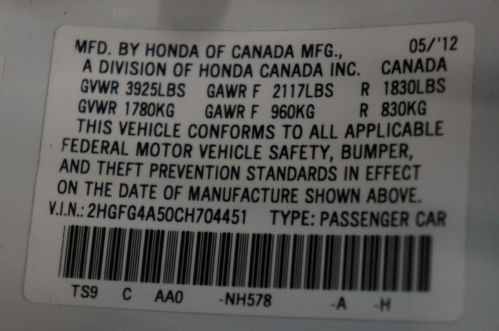 MFD. BY HONDA OF CANADA MFG., 05/'12
A DIVISION OF HONDA CANADA INC. CANADA
GVWR 3925LBS GAWR F 2117LBS R 1830LBS
GVWR 1780KG GAWR F 960KG R 830KG
THIS VEHICLE CONFORMS TO ALL APPLICABLE
FEDERAL MOTOR VEHICLE SAFETY, BUMPER,
AND THEFT PREVENTION STANDARDS IN EFFECT
ON THE DATE OF MANUFACTURE SHOWN ABOVE.
V.I.N.: 2HGFG4A50CH704451 TYPE: PASSENGER CAR
TS9 C AA0 -NH578 -A -H